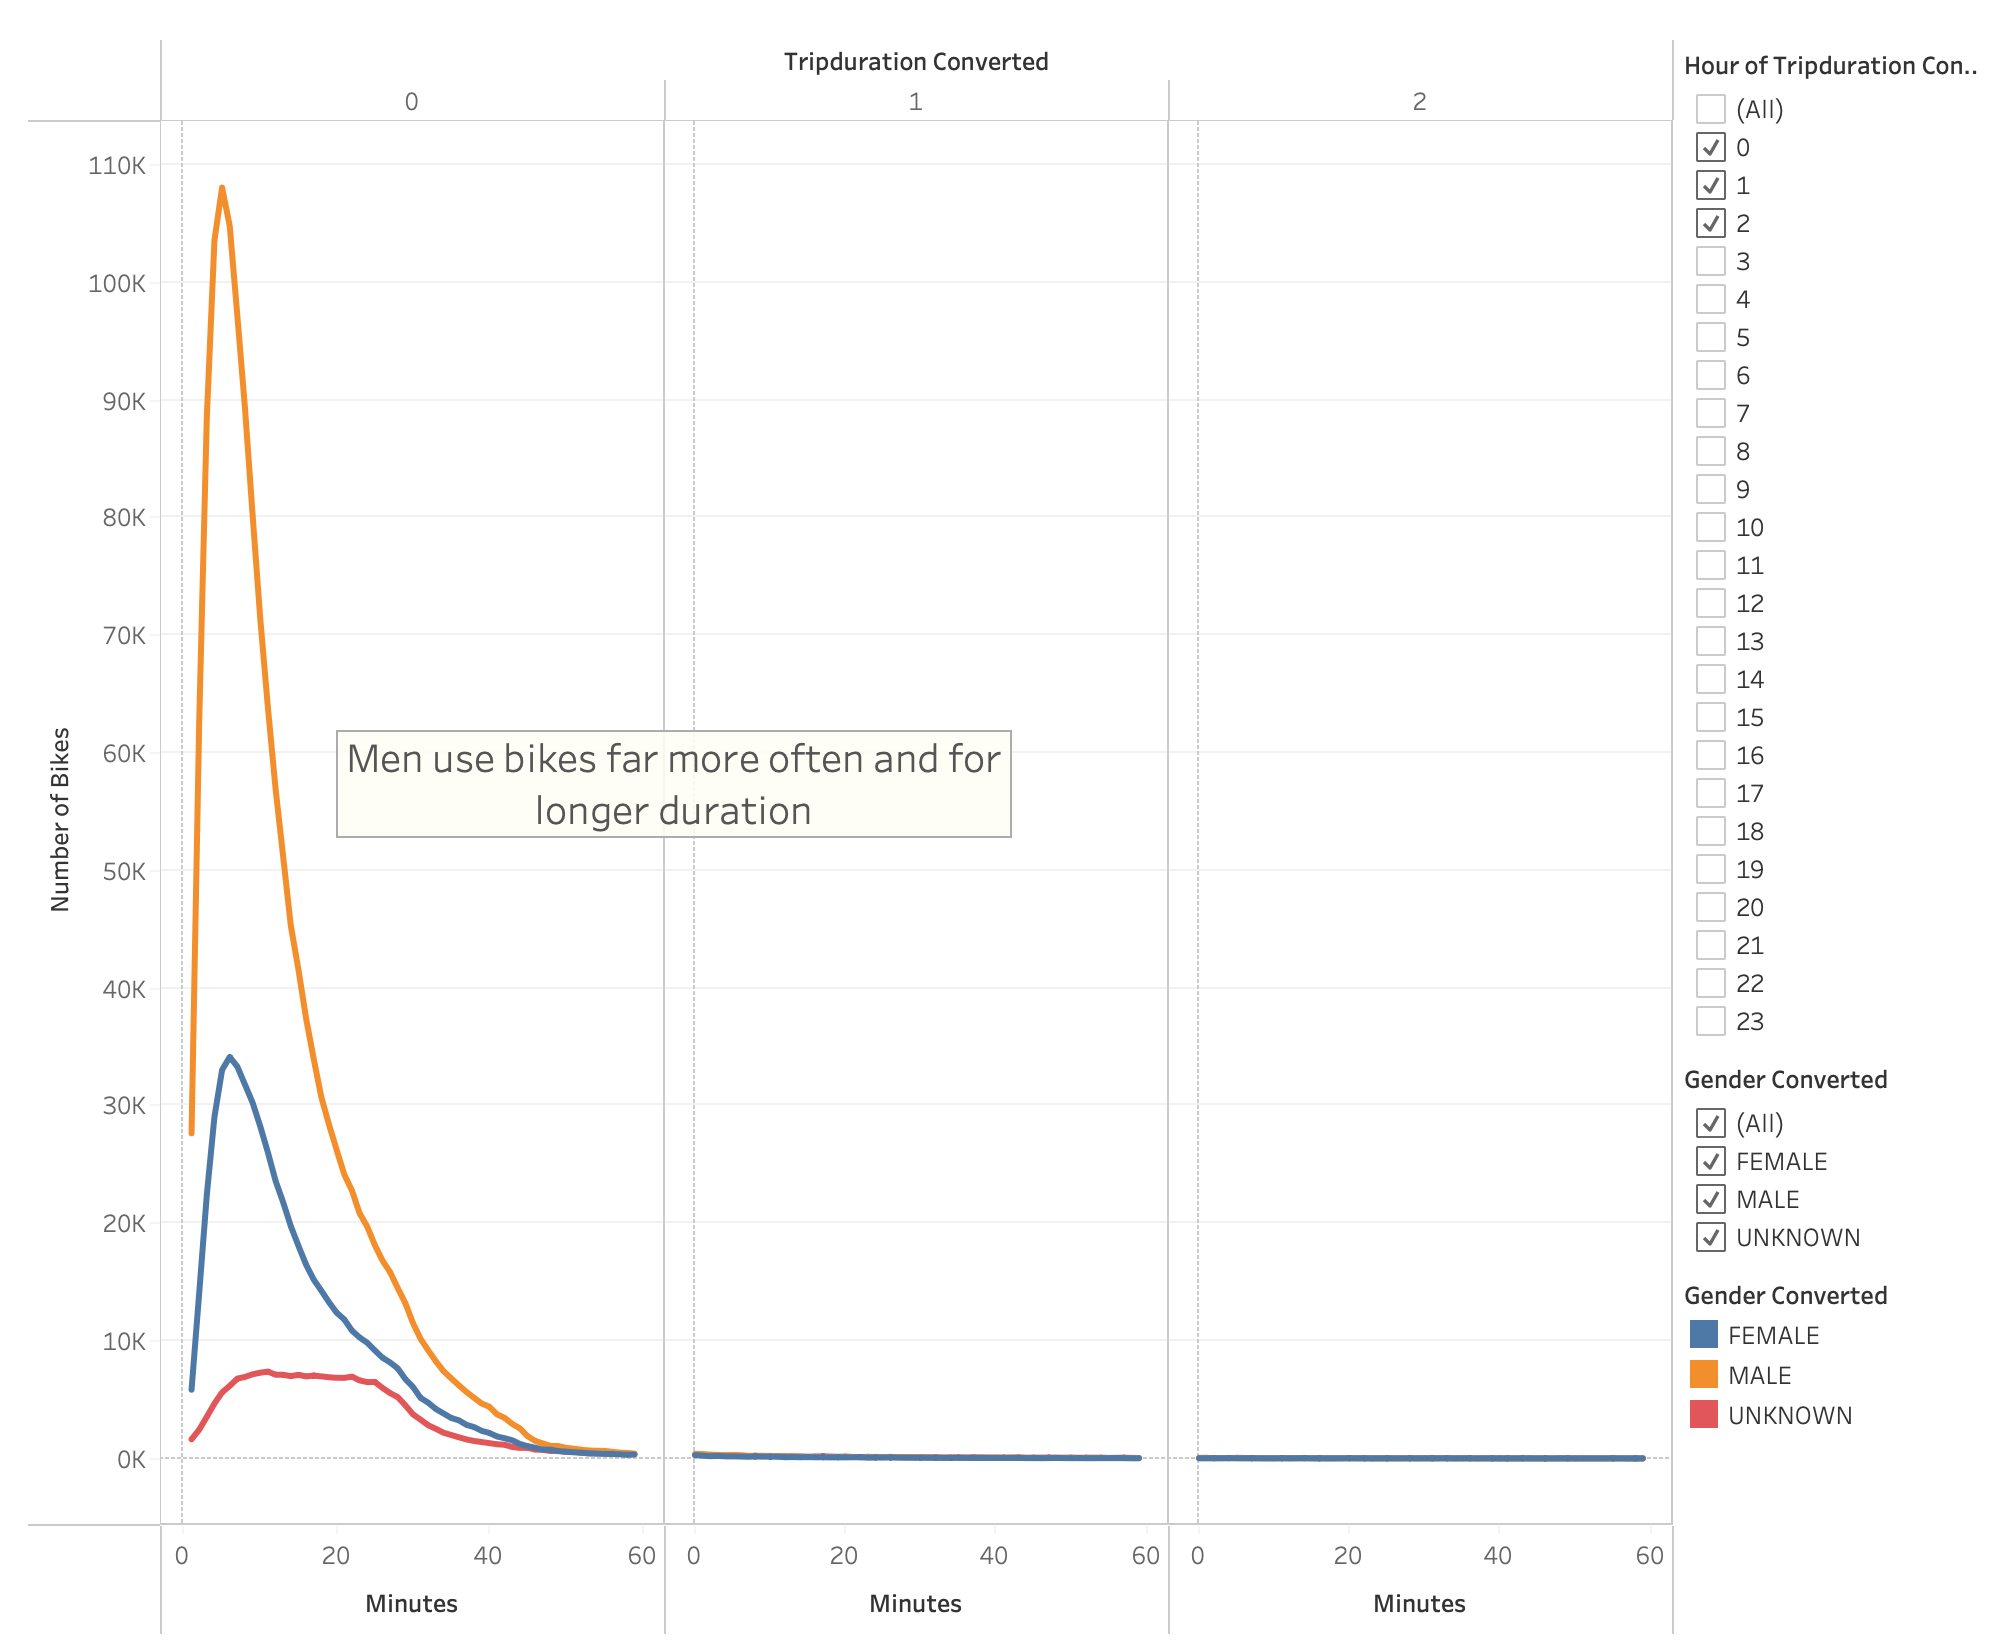 Tripduration Converted
0 1 2
110K
100K
90K
80K
70K
60K
50K
40K
30K
20K
10K
0K
Number of Bikes
Men use bikes far more often and for
longer duration
0 20 40 60 0 20 40 60 0 20 40 60
Minutes Minutes Minutes
Hour of Tripduration Con..
(All)
0
1
2
3
4
5
6
7
8
9
10
11
12
13
14
15
16
17
18
19
20
21
22
23
Gender Converted
(All)
FEMALE
MALE
UNKNOWN
Gender Converted
FEMALE
MALE
UNKNOWN